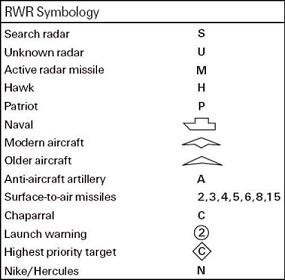 RWR Symbology
Search radar S
Unknown radar U
Active radar missile M
Hawk H
Patriot P
Naval
Modern aircraft
Older aircraft
Anti-aircraft artillery A
Surface-to-air missiles 2,3,4,5,6,8,15
Chaparral C
Launch warning 2
Highest priority target C
Nike/Hercules N